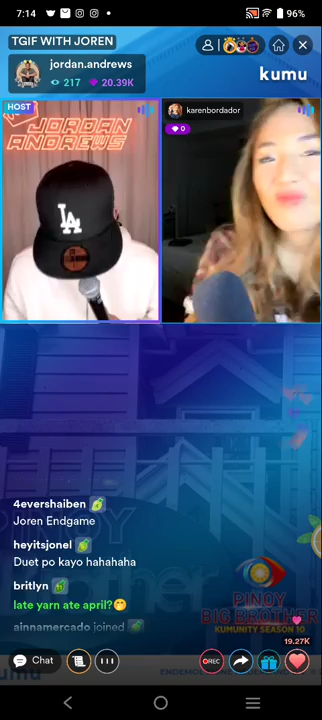 7:14
96%
TGIF WITH JOREN
jordan.andrews
217 20.39K
kumu
HOST
JORDAN
ANDREWS
LA
karenbordador
0
4evershaiben
Joren Endgame
heyitsjonel
Duet po kayo hahahaha
britlyn
late yarn ate april?
ainnamercado joined
PINOY
BIG BROTHER
KUMUNITY SEASON 10
19.27K
Chat
REC